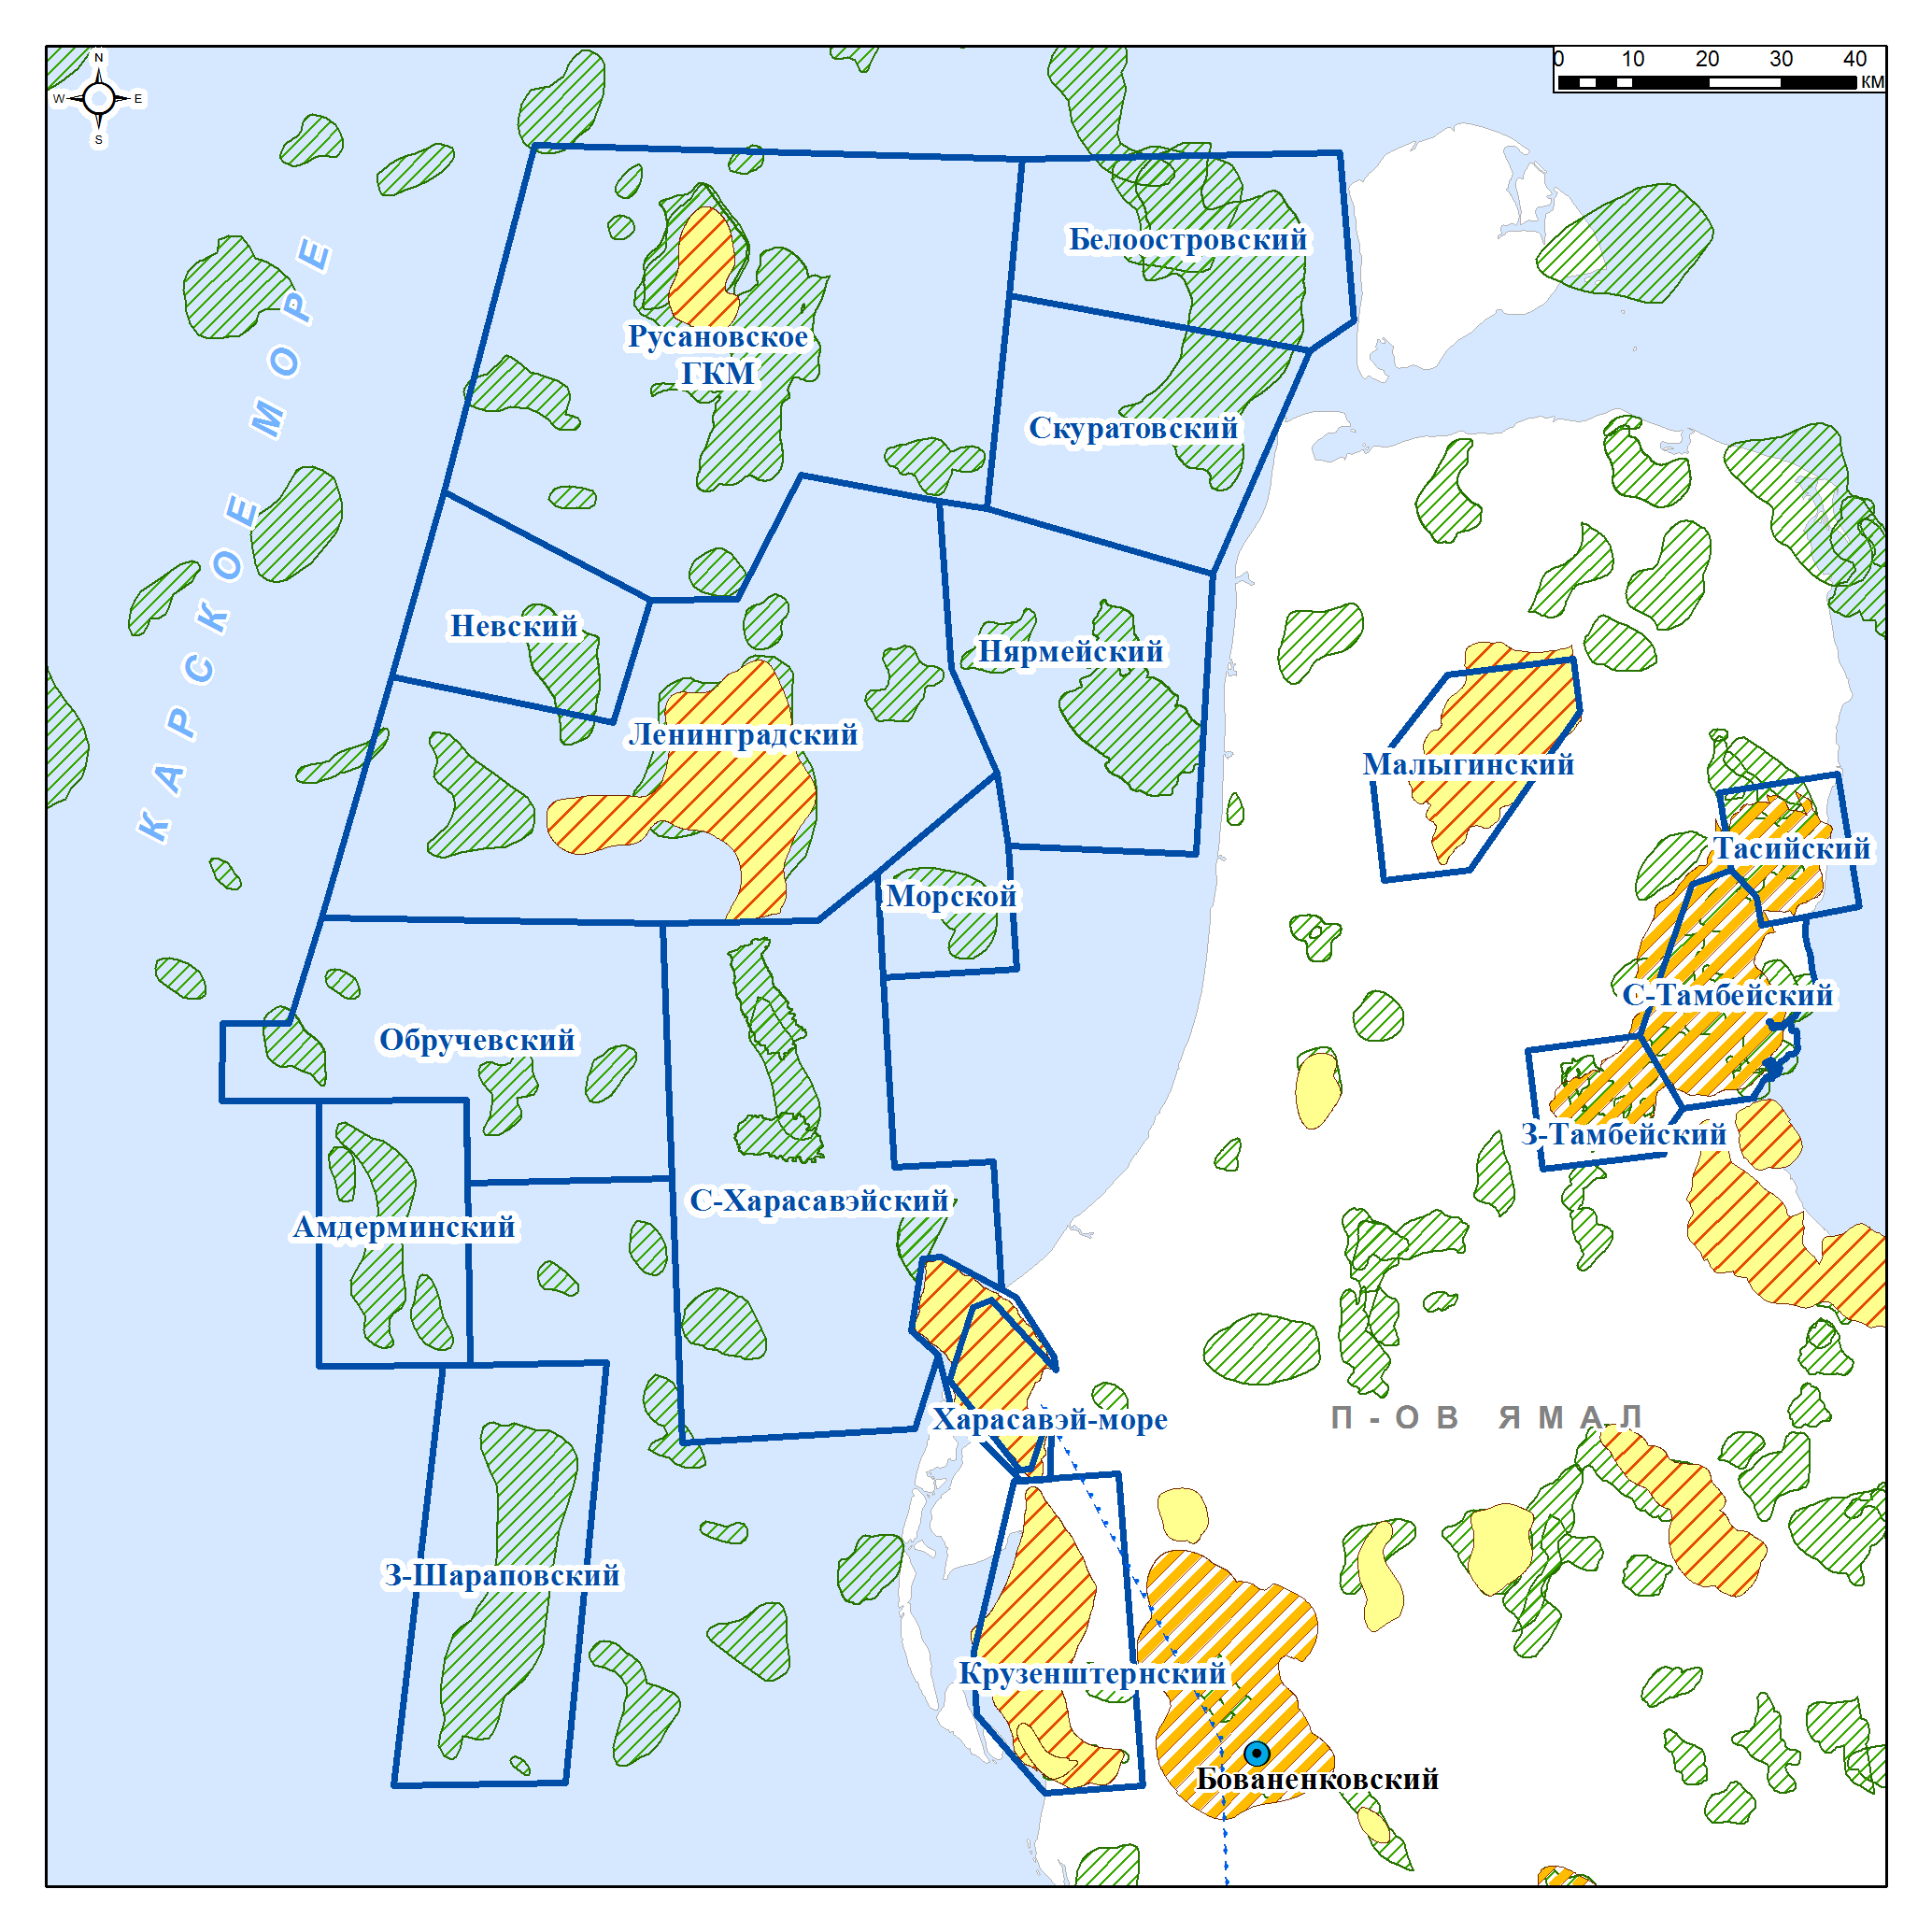 0 10 20 30 40
КМ
N
W E
S
Белоостровский
КАРСКОЕ МОРЕ
Русановское
ГКМ
Скуратовский
Невский
Нярмейский
Ленинградский
Малыгинский
Тасийский
Морской
С-Тамбейский
Обручевский
З-Тамбейский
С-Харасавэйский
Амдерминский
П-ОВ ЯМАЛ
Харасавэй-море
З-Шараповский
Крузенштернский
Бованенковский